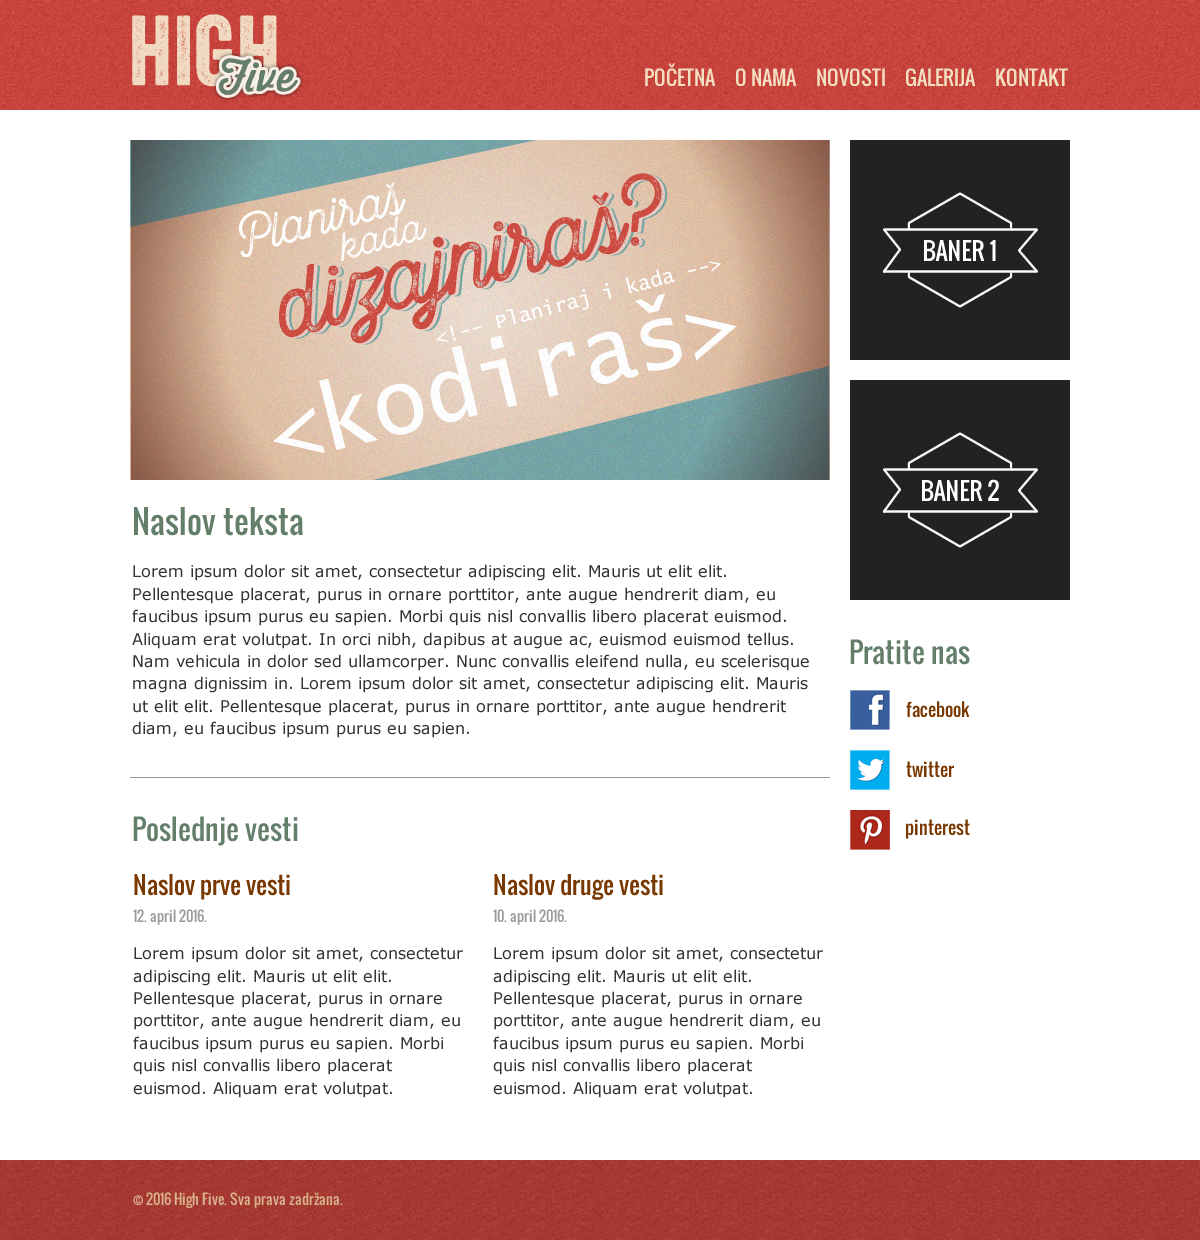 HIGH
Five
POČETNA O NAMA NOVOSTI GALERIJA KONTAKT
Planiraš
kada
dizajniraš?
<!-- Planiraj i kada -->
<kodiraš>
BANER 1
BANER 2
Naslov teksta
Lorem ipsum dolor sit amet, consectetur adipiscing elit. Mauris ut elit elit.
Pellentesque placerat, purus in ornare porttitor, ante augue hendrerit diam, eu
faucibus ipsum purus eu sapien. Morbi quis nisl convallis libero placerat euismod.
Aliquam erat volutpat. In orci nibh, dapibus at augue ac, euismod euismod tellus.
Nam vehicula in dolor sed ullamcorper. Nunc convallis eleifend nulla, eu scelerisque
magna dignissim in. Lorem ipsum dolor sit amet, consectetur adipiscing elit. Mauris
ut elit elit. Pellentesque placerat, purus in ornare porttitor, ante augue hendrerit
diam, eu faucibus ipsum purus eu sapien.
Pratite nas
facebook
twitter
pinterest
Poslednje vesti
Naslov prve vesti
12. april 2016.
Lorem ipsum dolor sit amet, consectetur
adipiscing elit. Mauris ut elit elit.
Pellentesque placerat, purus in ornare
porttitor, ante augue hendrerit diam, eu
faucibus ipsum purus eu sapien. Morbi
quis nisl convallis libero placerat
euismod. Aliquam erat volutpat.
Naslov druge vesti
10. april 2016.
Lorem ipsum dolor sit amet, consectetur
adipiscing elit. Mauris ut elit elit.
Pellentesque placerat, purus in ornare
porttitor, ante augue hendrerit diam, eu
faucibus ipsum purus eu sapien. Morbi
quis nisl convallis libero placerat
euismod. Aliquam erat volutpat.
© 2016 High Five. Sva prava zadržana.